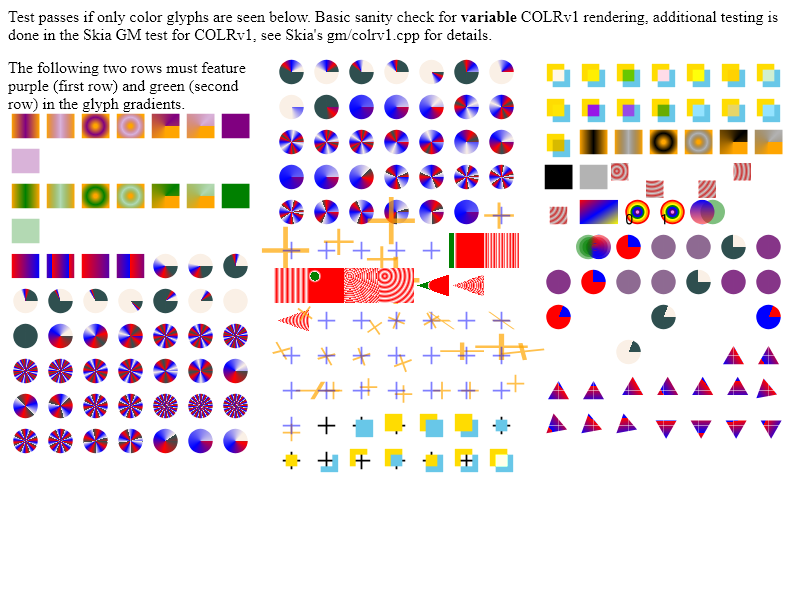 Test passes if only color glyphs are seen below. Basic sanity check for variable COLRv1 rendering, additional testing is
done in the Skia GM test for COLRv1, see Skia's gm/colrv1.cpp for details.
The following two rows must feature
purple (first row) and green (second
row) in the glyph gradients.
0 1